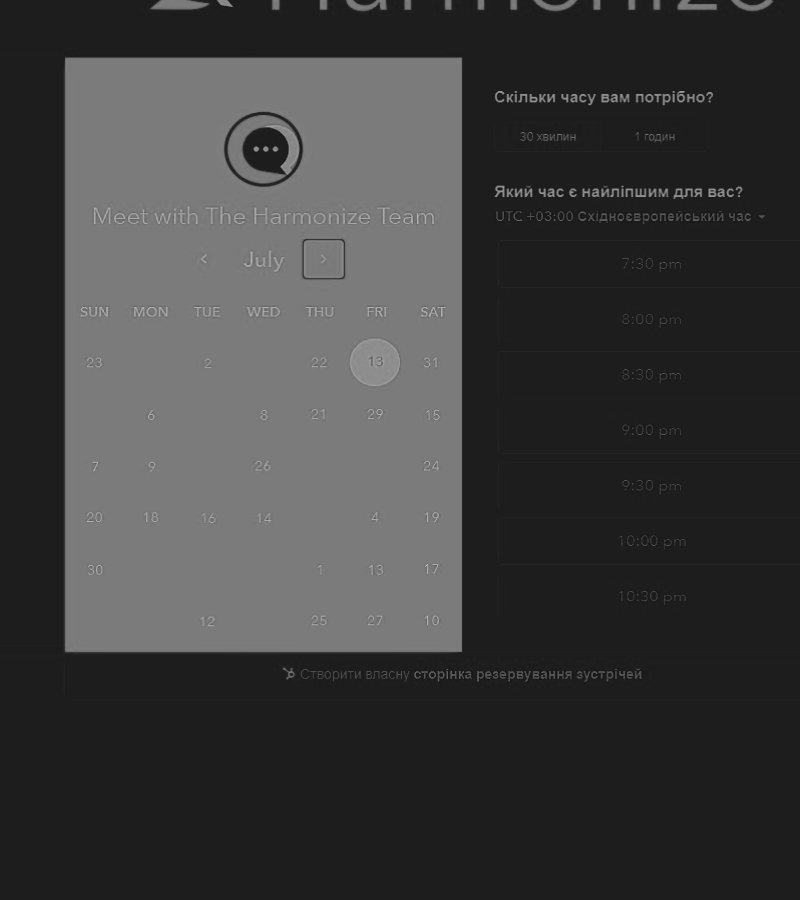 Harmonize
Meet with The Harmonize Team
July
SUN MON TUE WED THU FRI SAT
23 2 22 13 31
6 8 21 29 15
7 9 26 24
20 18 16 14 4 19
30 1 13 17
12 25 27 10
Скільки часу вам потрібно?
30 хвилин 1 годин
Який час є найліпшим для вас?
UTC +03:00 Східноєвропейський час
7:30 pm
8:00 pm
8:30 pm
9:00 pm
9:30 pm
10:00 pm
10:30 pm
Створити власну сторінка резервування зустрічей